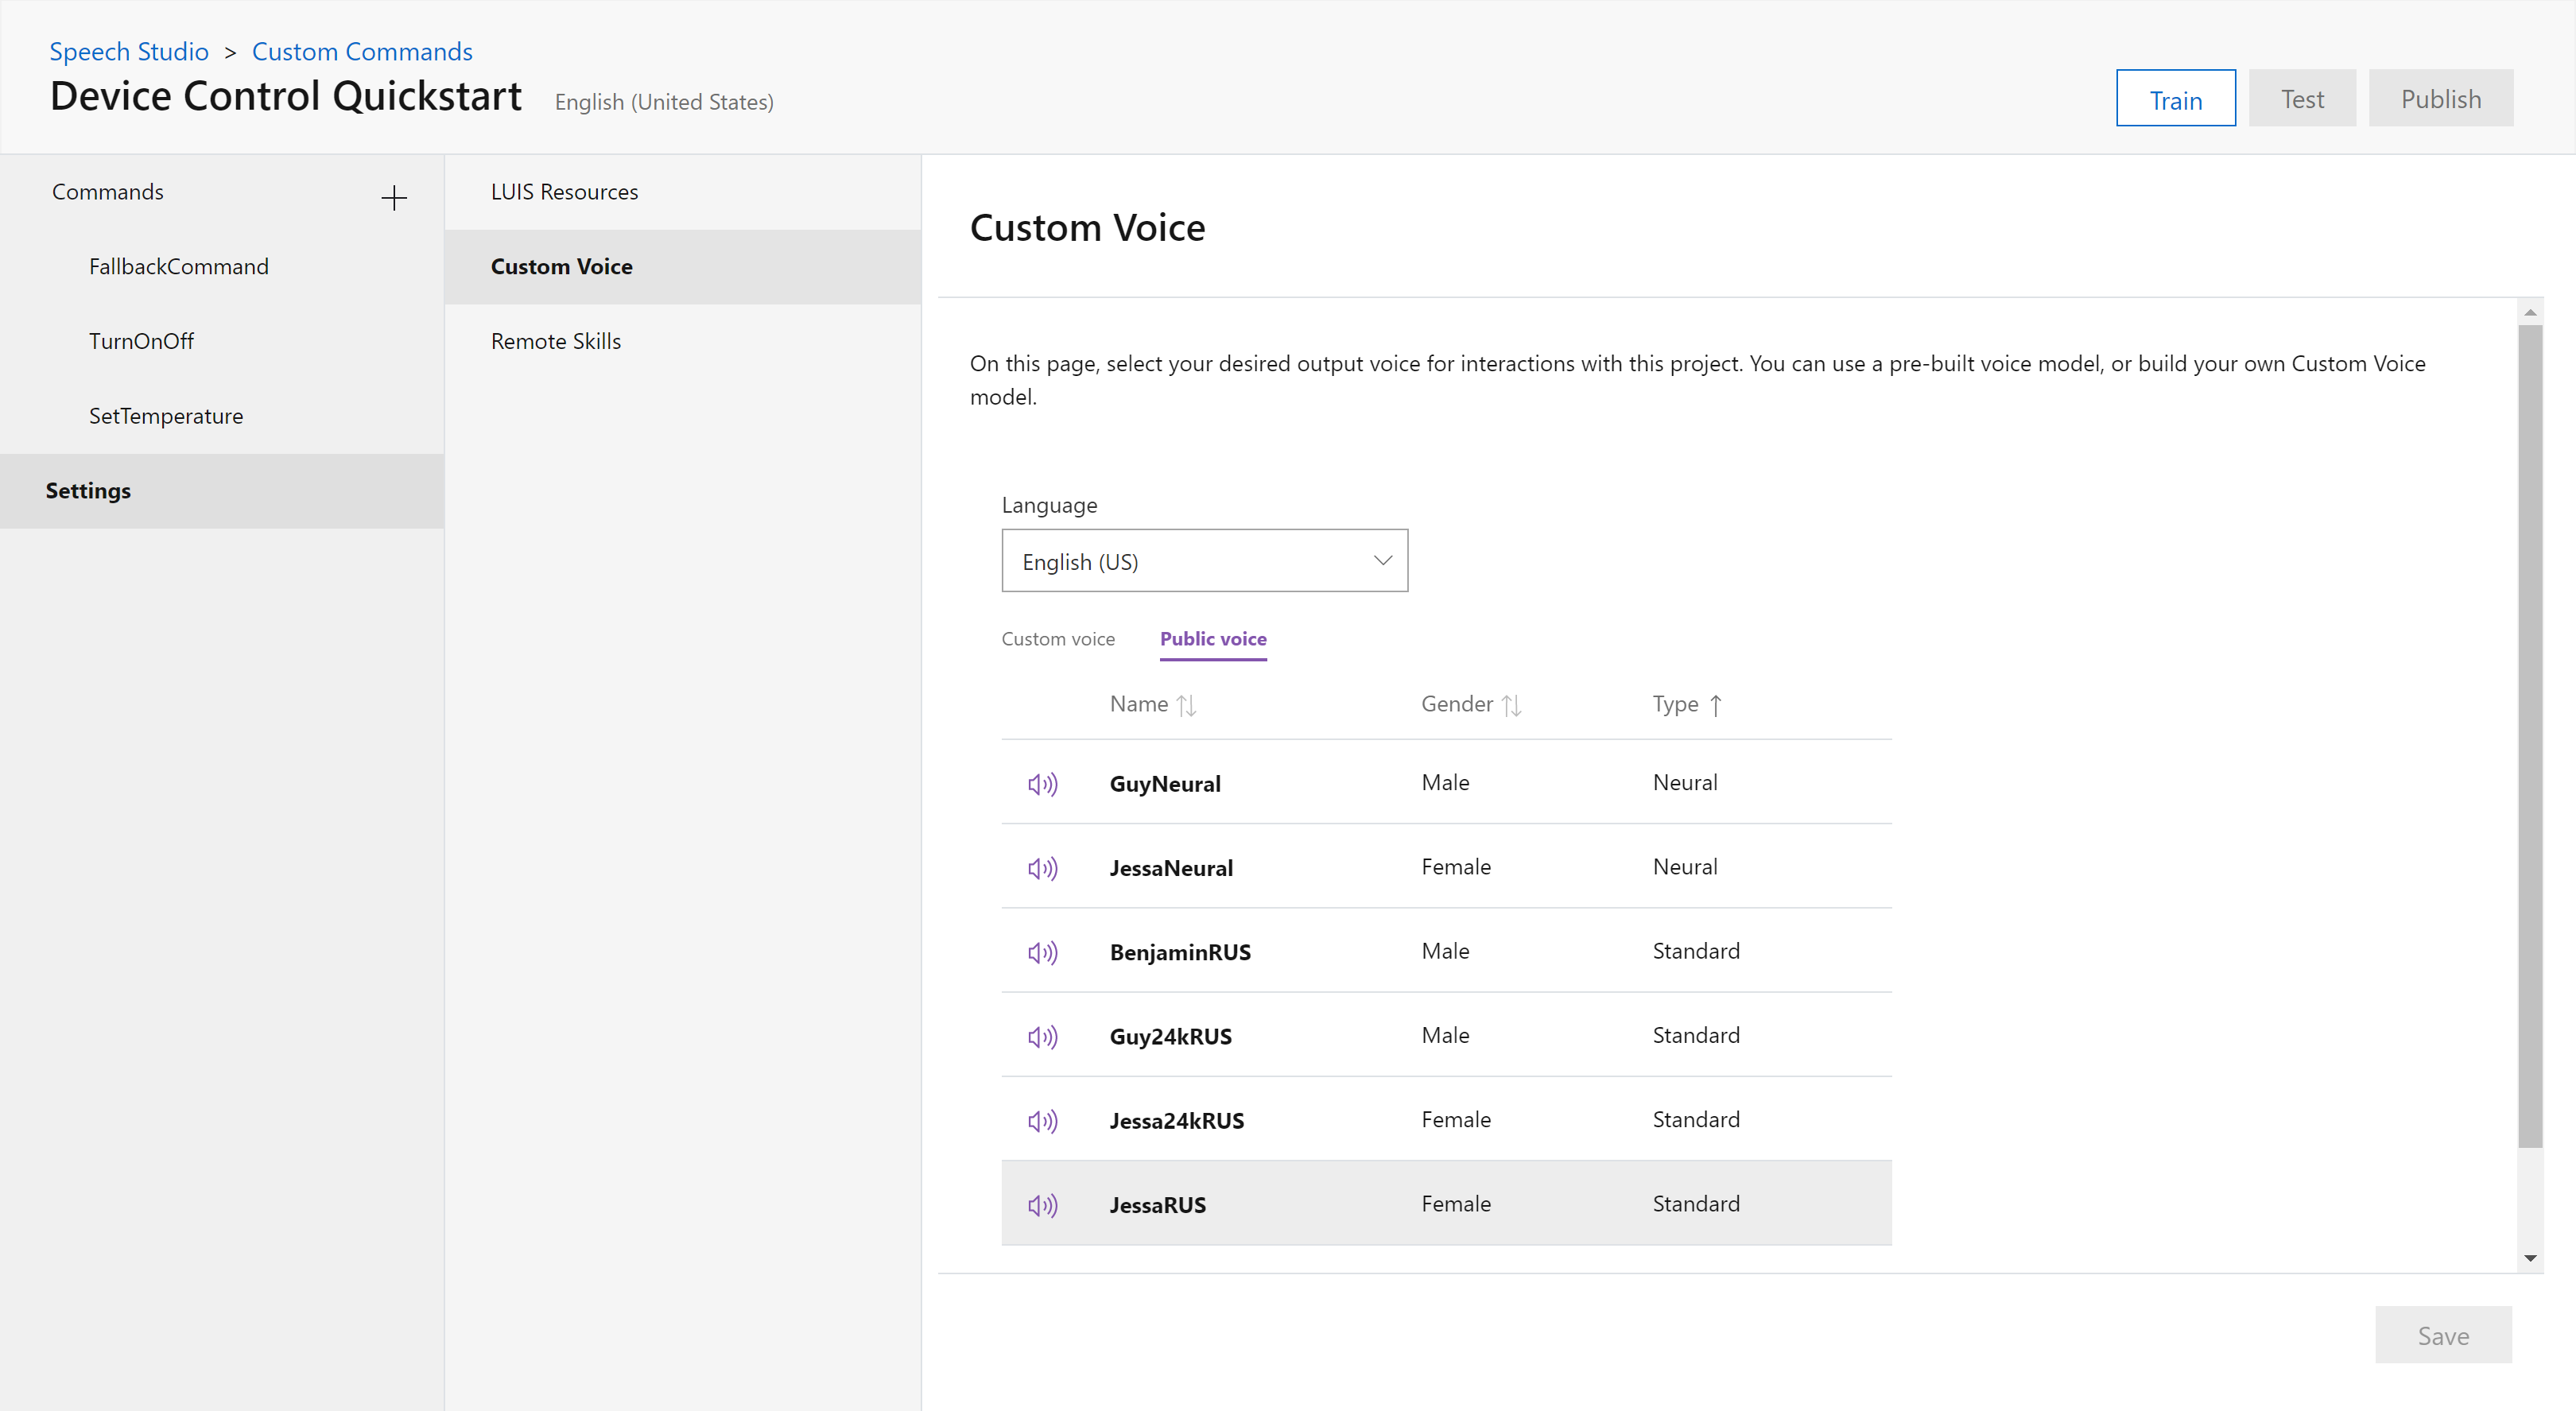 Speech Studio > Custom Commands
Device Control Quickstart English (United States)
Train Test Publish
Commands
FallbackCommand
TurnOnOff
SetTemperature
Settings
LUIS Resources
Custom Voice
Remote Skills
Custom Voice
On this page, select your desired output voice for interactions with this project. You can use a pre-built voice model, or build your own Custom Voice
model.
Language
English (US)
Custom voice Public voice
Name Gender Type
GuyNeural Male Neural
JessaNeural Female Neural
BenjaminRUS Male Standard
Guy24kRUS Male Standard
Jessa24kRUS Female Standard
JessaRUS Female Standard
Save